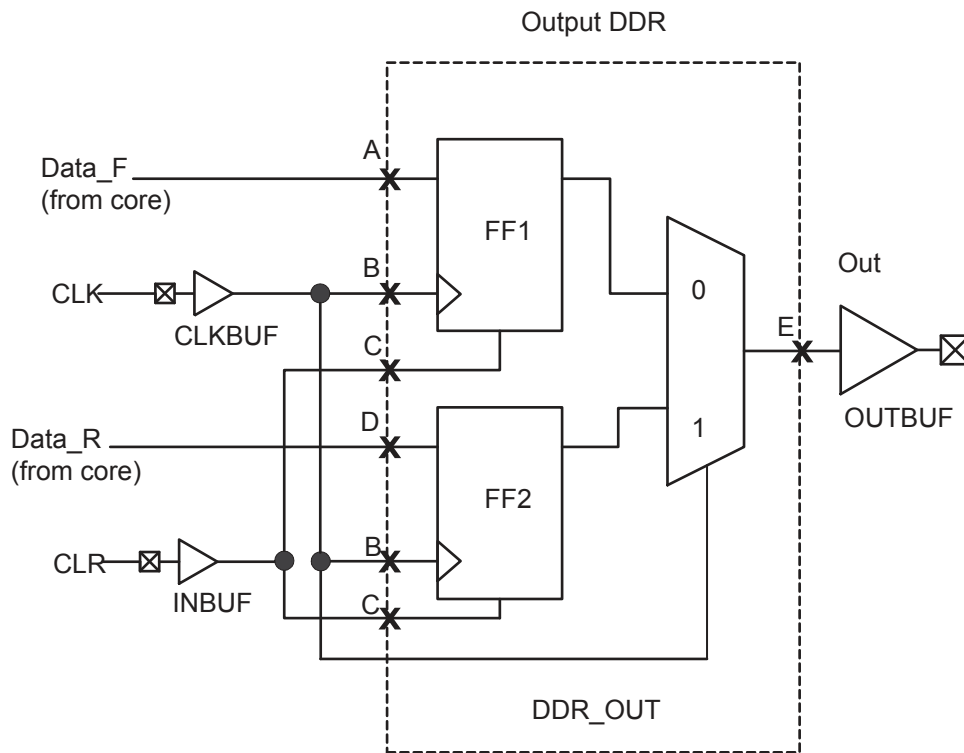 Output DDR
A
Data_F
(from core)
FF1
B
Out
CLK
0
CLKBUF
E
C
D
1
OUTBUF
Data_R
(from core)
FF2
B
CLR
INBUF
C
DDR_OUT